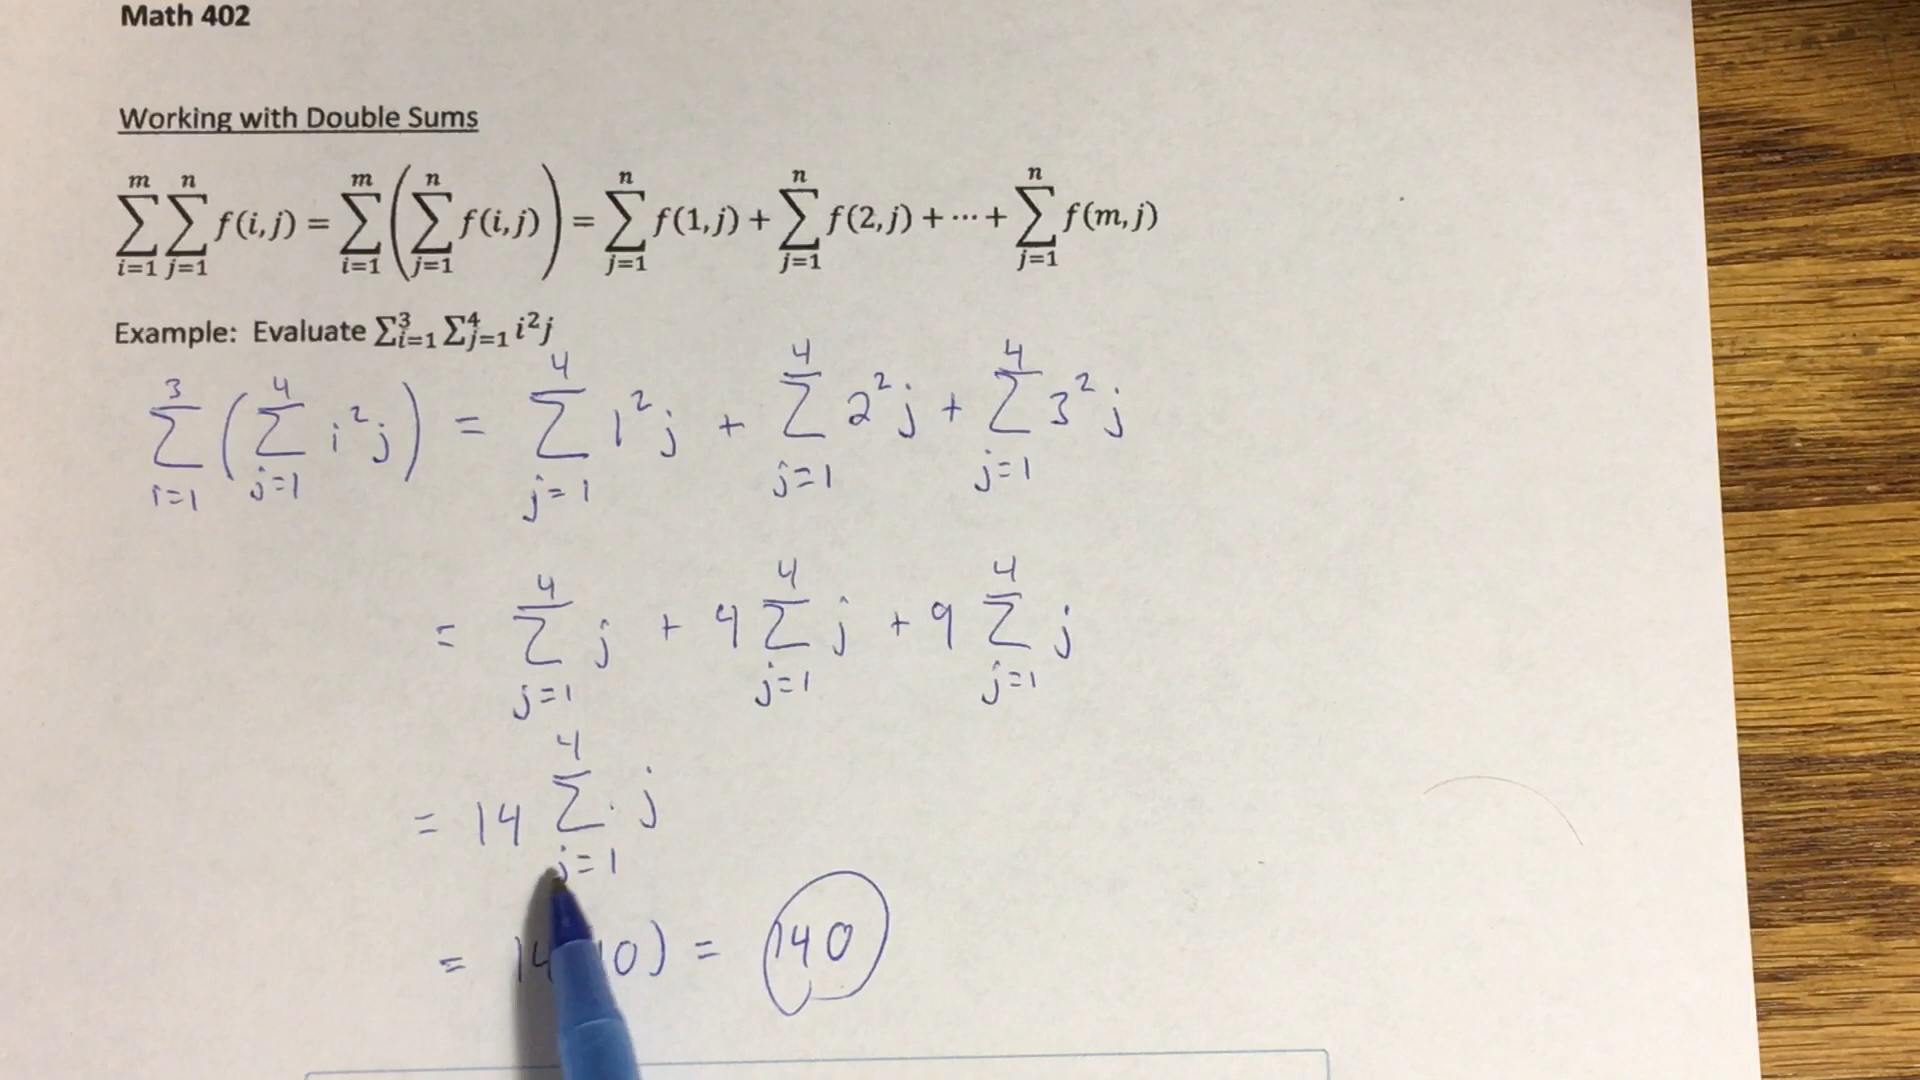 Math 402
Working with Double Sums
∑_{i=1}^{m} ∑_{j=1}^{n} f(i,j) = ∑_{i=1}^{m} (∑_{j=1}^{n} f(i,j)) = ∑_{j=1}^{n} f(1,j) + ∑_{j=1}^{n} f(2,j) + ⋯ + ∑_{j=1}^{n} f(m,j)
Example: Evaluate ∑_{i=1}^{3} ∑_{j=1}^{4} i²j
∑_{i=1}^{3} (∑_{j=1}^{4} i²j) = ∑_{j=1}^{4} 1²j + ∑_{j=1}^{4} 2²j + ∑_{j=1}^{4} 3²j
= ∑_{j=1}^{4} j + 4 ∑_{j=1}^{4} j + 9 ∑_{j=1}^{4} j
= 14 ∑_{j=1}^{4} j
= 14 10) = 140